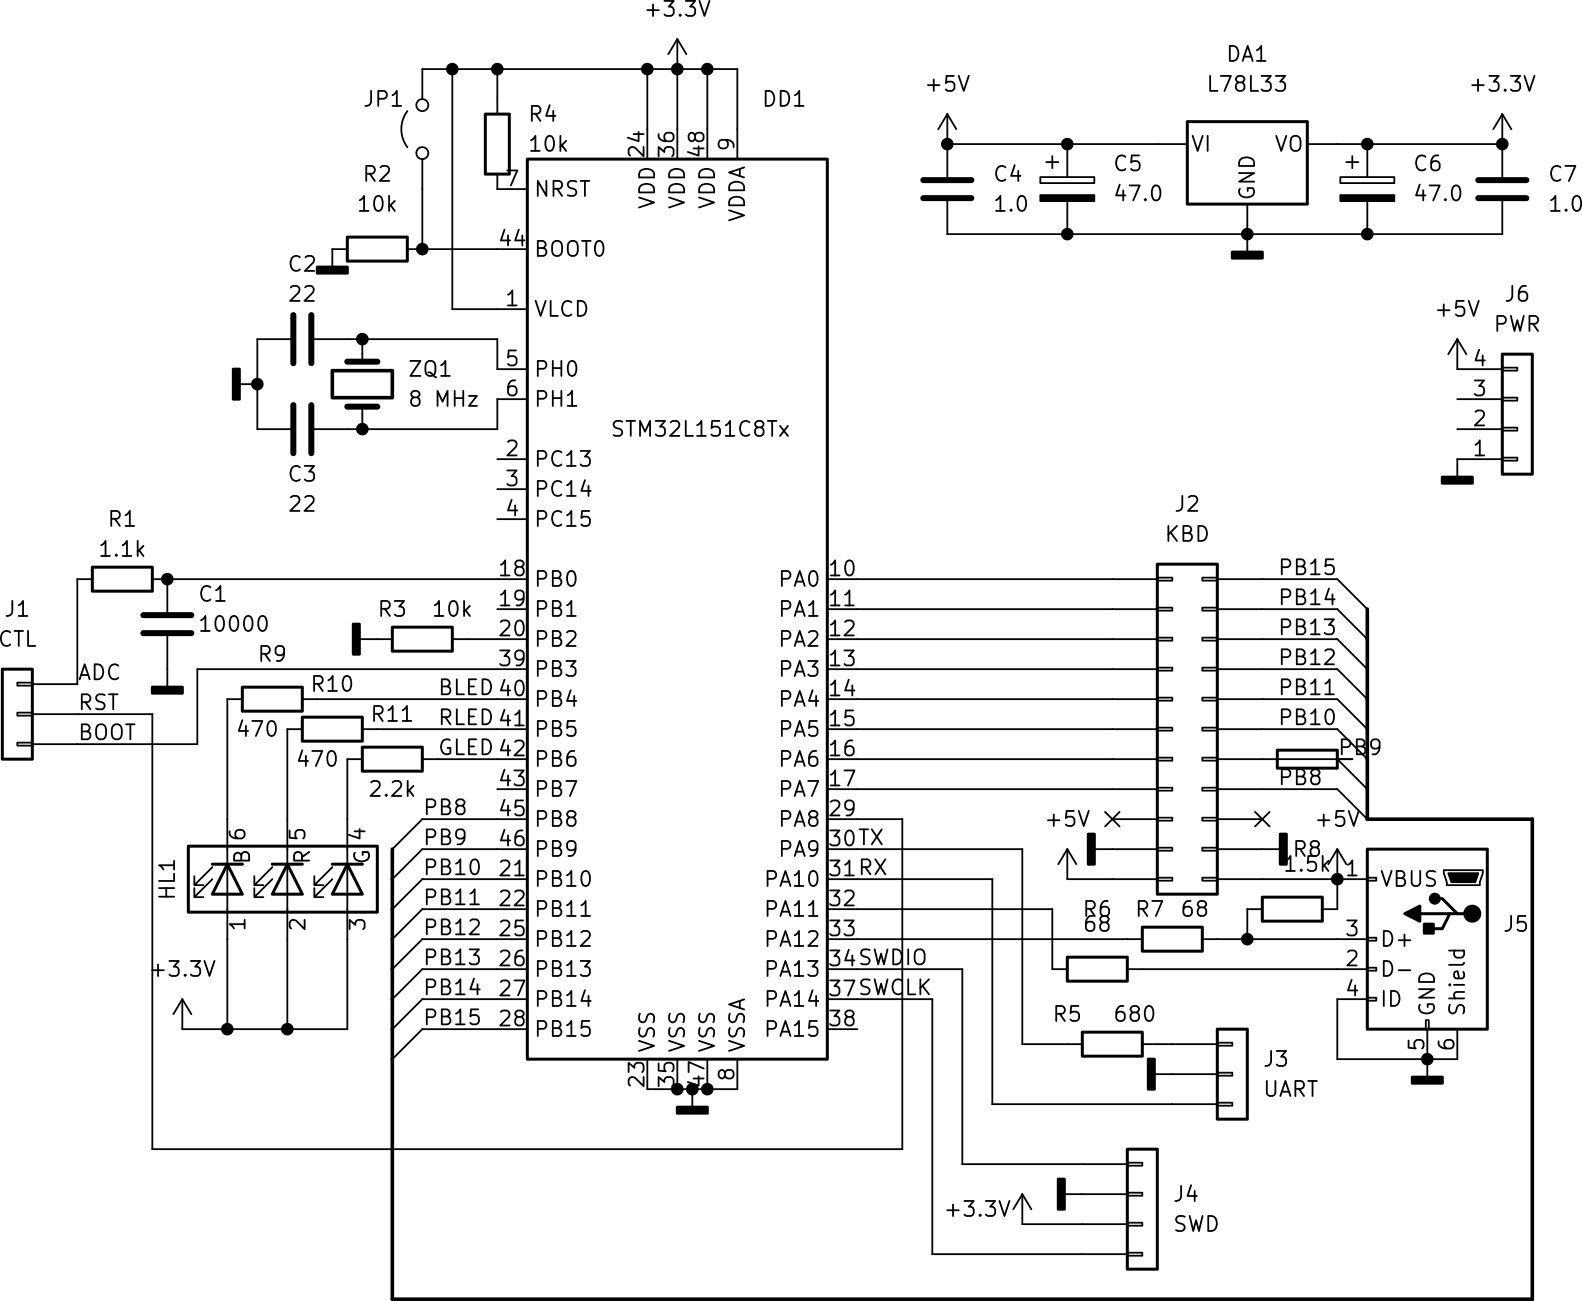 +3.3V
JP1
R4
10k
DD1
R2
10k
24
36
48
9
VDD
VDD
VDD
VDDA
7
NRST
44
BOOT0
1
VLCD
C2
22
5
PH0
6
PH1
ZQ1
8 MHz
C3
22
STM32L151C8Tx
2
PC13
3
PC14
4
PC15
+5V
DA1
L78L33
+3.3V
VI
VO
GND
C4
1.0
+
C5
47.0
+
C6
47.0
C7
1.0
J6
PWR
+5V
4
3
2
1
R1
1.1k
C1
10000
J1
CTL
ADC
RST
BOOT
18
PB0
19
PB1
R3
10k
20
PB2
39
PB3
R9
470
BLED
40
PB4
R10
470
RLED
41
PB5
R11
2.2k
GLED
42
PB6
43
PB7
PB8
45
PB8
PB9
46
PB9
PB10
21
PB10
PB11
22
PB11
PB12
25
PB12
PB13
26
PB13
PB14
27
PB14
PB15
28
PB15
HL1
6
5
4
B
R
G
1
2
3
+3.3V
VSS
VSS
VSS
VSSA
23
35
47
8
PA0
10
PA1
11
PA2
12
PA3
13
PA4
14
PA5
15
PA6
16
PA7
17
PA8
29
PA9
30
TX
PA10
31
RX
PA11
32
PA12
33
PA13
34
SWDIO
PA14
37
SWCLK
PA15
38
J2
KBD
PB15
PB14
PB13
PB12
PB11
PB10
PB9
PB8
+5V
+5V
R8
1.5k
R6
68
R7
68
1
VBUS
3
D+
2
D-
4
ID
GND
Shield
5
6
J5
R5
680
J3
UART
+3.3V
J4
SWD